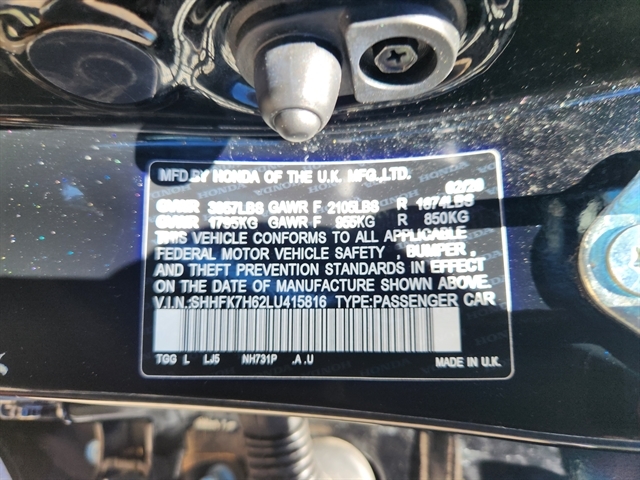 MFD.BY HONDA OF THE U.K. MFG.,LTD.
02/20
GVWR 3957LBS GAWR F 2105LBS R 1874LBS
GVWR 1795KG GAWR F 955KG R 850KG
THIS VEHICLE CONFORMS TO ALL APPLICABLE
FEDERAL MOTOR VEHICLE SAFETY , BUMPER ,
AND THEFT PREVENTION STANDARDS IN EFFECT
ON THE DATE OF MANUFACTURE SHOWN ABOVE.
V.I.N.:SHHFK7H62LU415816 TYPE:PASSENGER CAR
TGG L LJ5 NH731P .A.U MADE IN U.K.